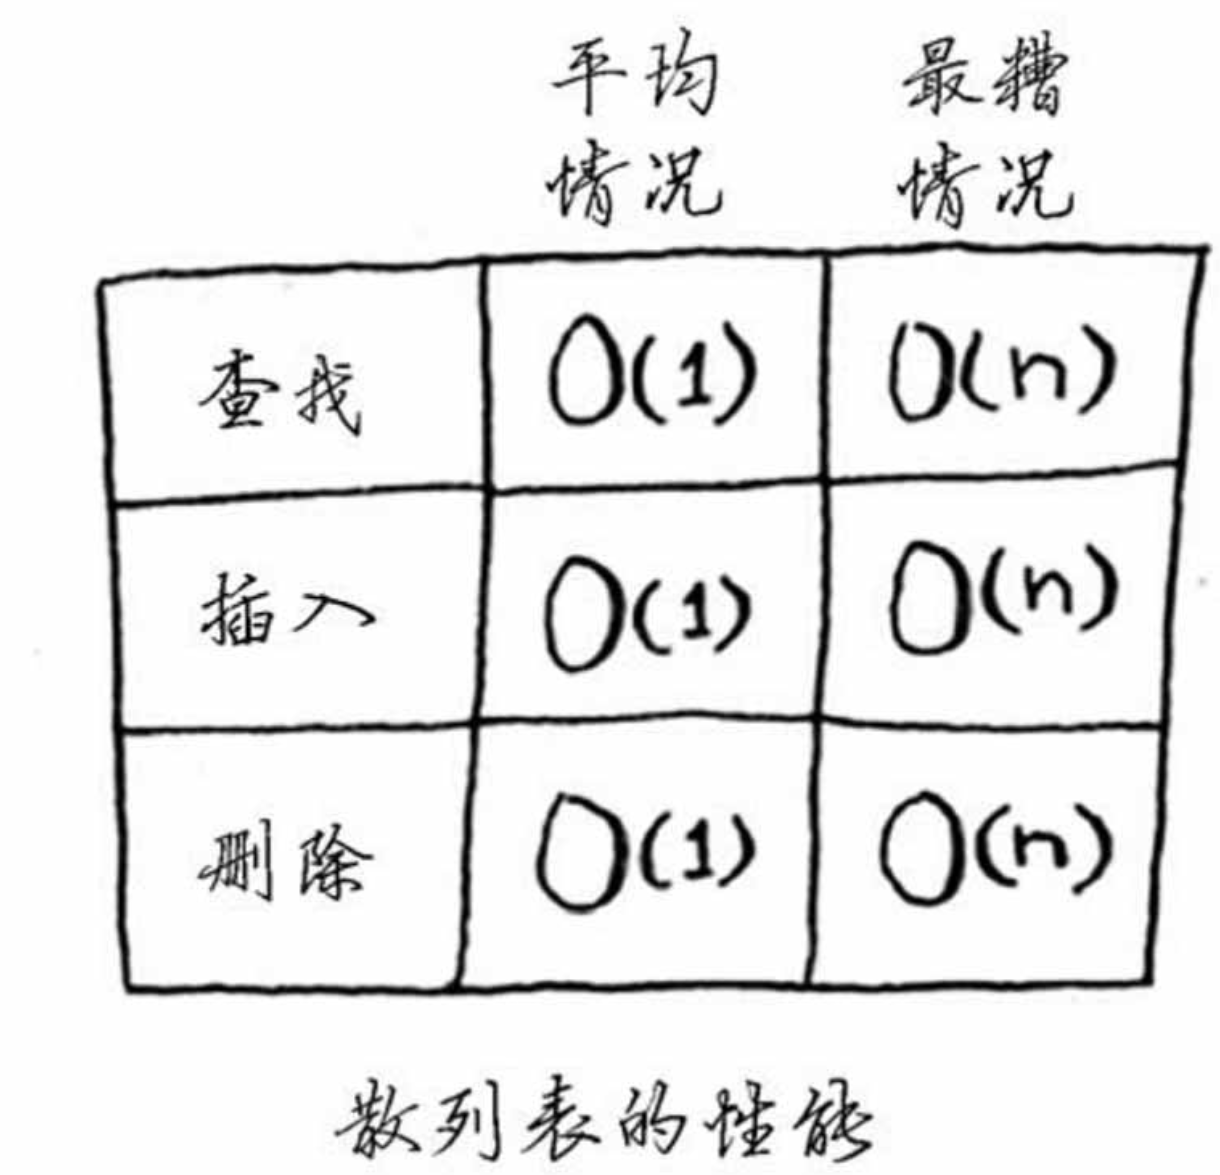 平均 最糟
情况 情况
查找 O(1) O(n)
插入 O(1) O(n)
删除 O(1) O(n)
散列表的性能